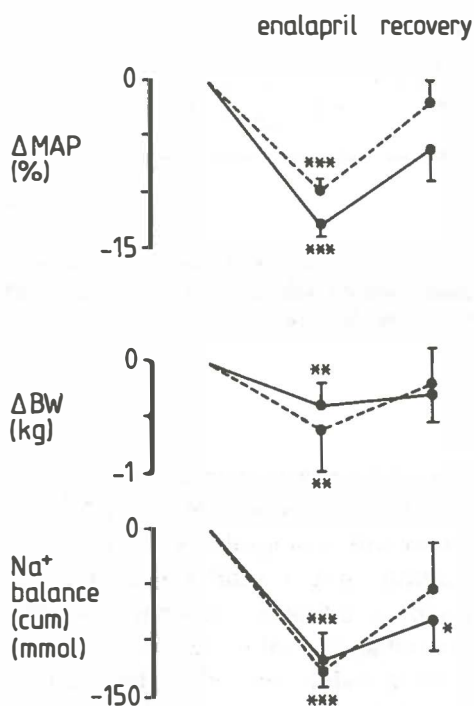 enalapril recovery
0
ΔMAP
(%)
***
***
-15
0
ΔBW
(kg)
**
**
-1
0
Na⁺
balance
(cum)
(mmol)
***
*
***
-150